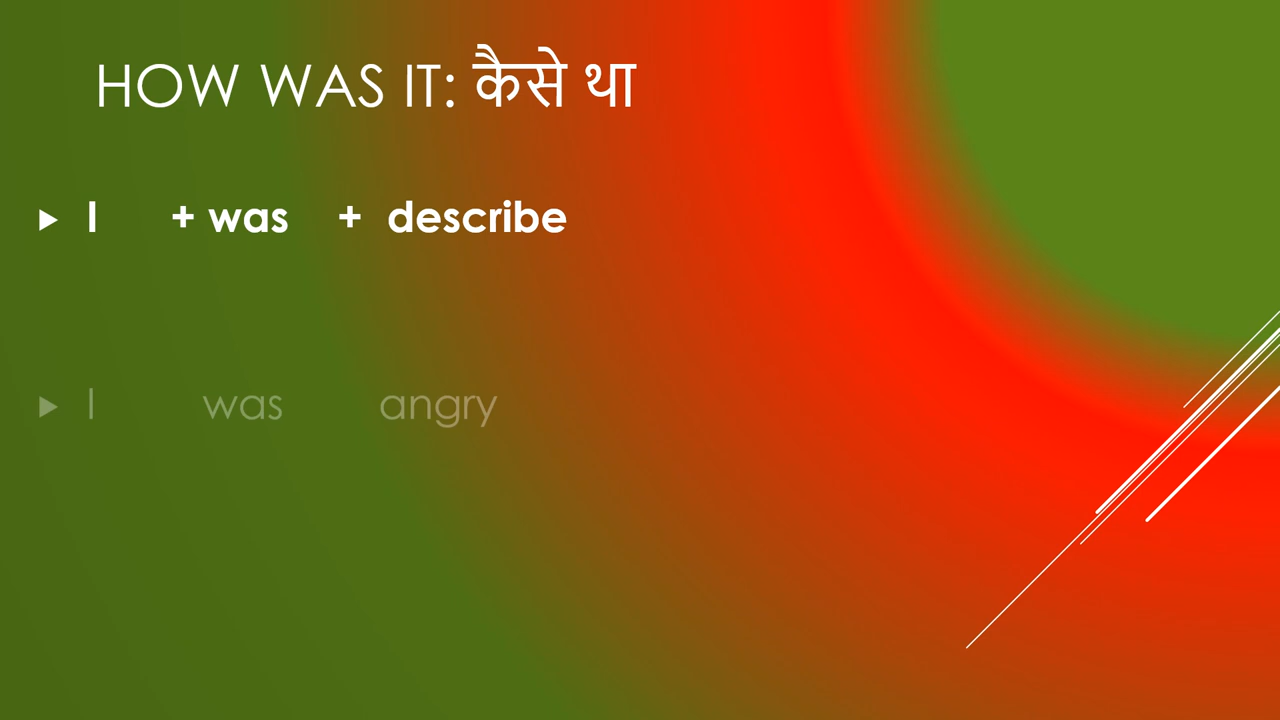 HOW WAS IT: कैसे था
I + was + describe
I was angry